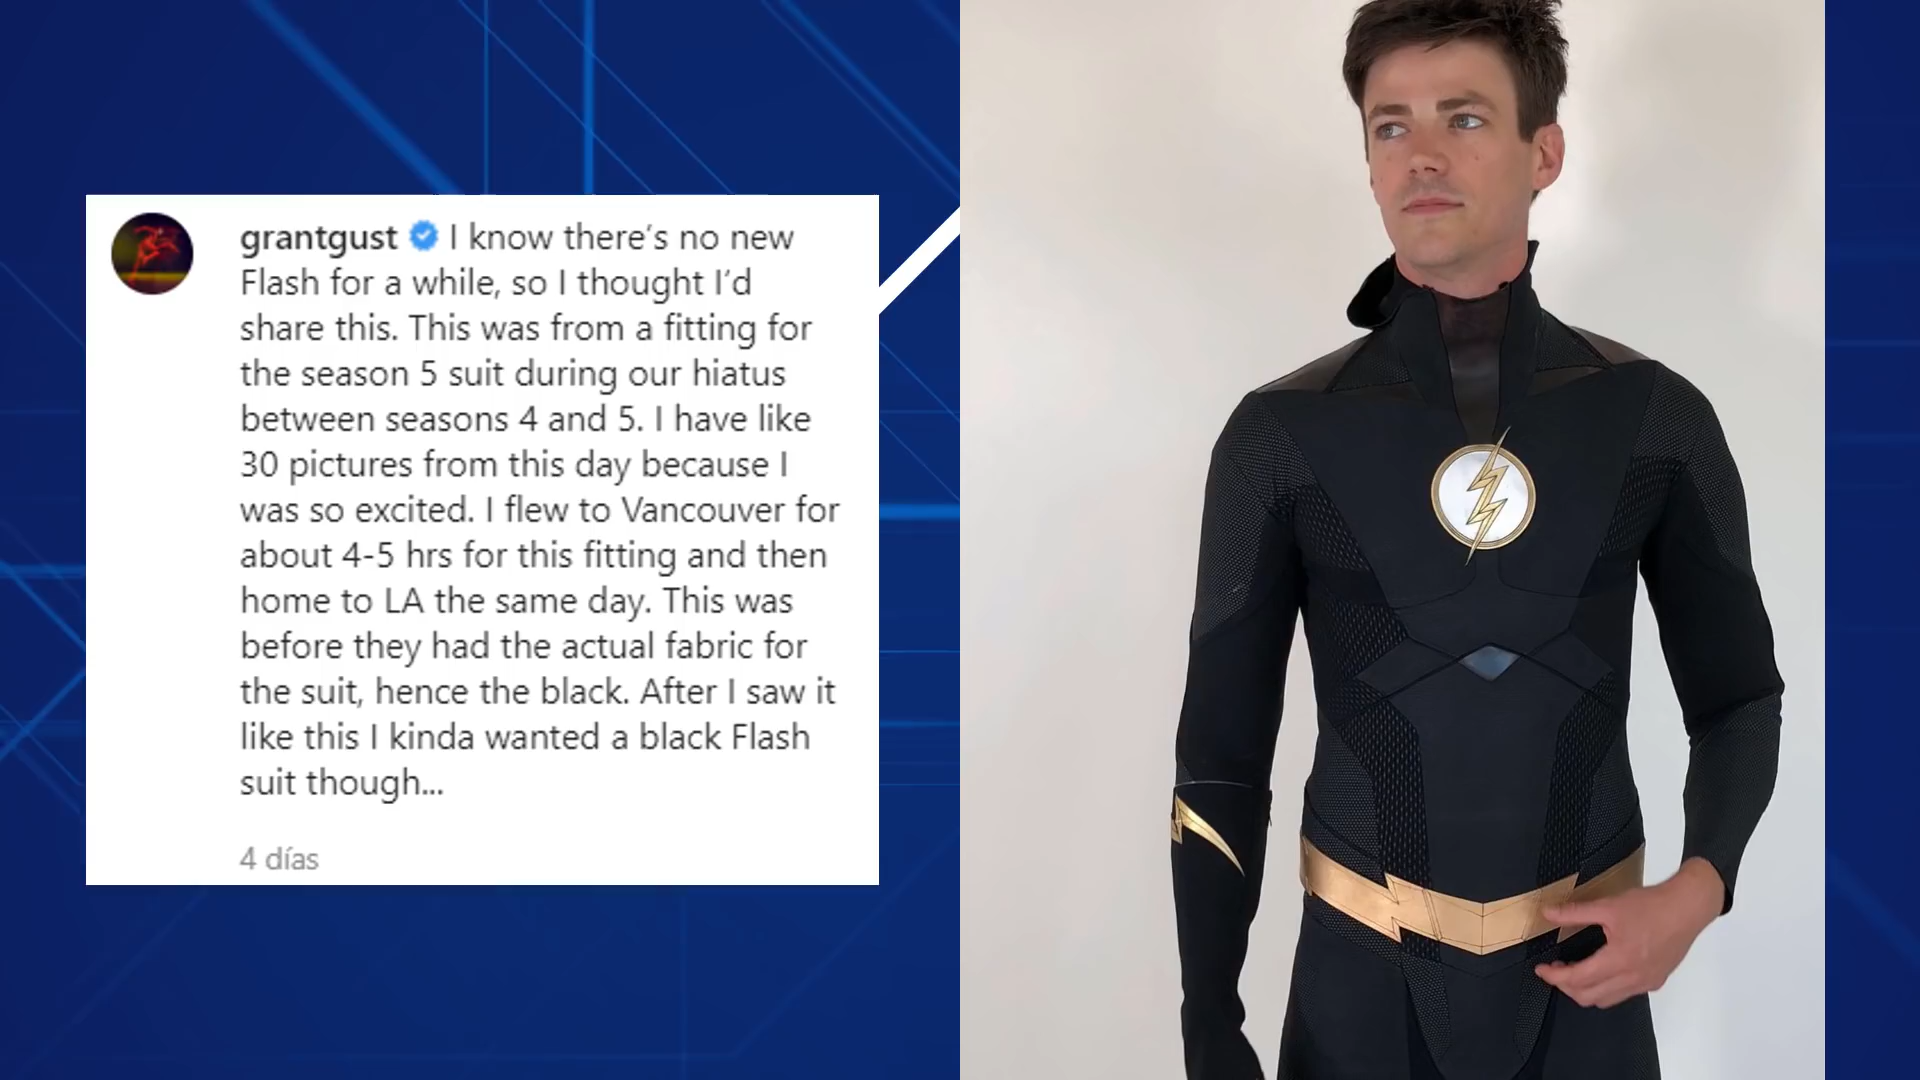 grantgust I know there's no new
Flash for a while, so I thought I'd
share this. This was from a fitting for
the season 5 suit during our hiatus
between seasons 4 and 5. I have like
30 pictures from this day because I
was so excited. I flew to Vancouver for
about 4-5 hrs for this fitting and then
home to LA the same day. This was
before they had the actual fabric for
the suit, hence the black. After I saw it
like this I kinda wanted a black Flash
suit though...
4 días